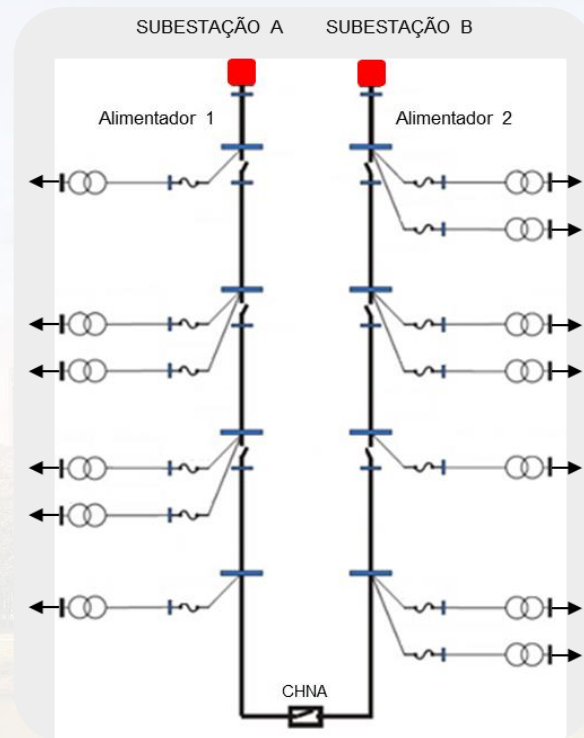 SUBESTAÇÃO A
SUBESTAÇÃO B
Alimentador 1
Alimentador 2
CHNA